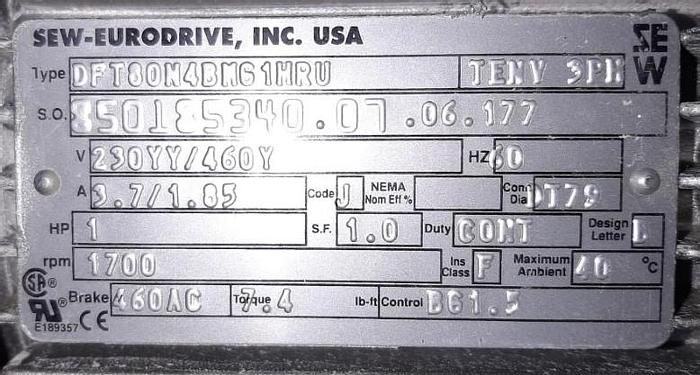 SEW-EURODRIVE, INC. USA
SEW
Type DFT80N4BMG1HRU TENV 3PH
S.O. 850185340.07.06.177
V 230YY/460Y HZ 60
A 3.7/1.85 Code J NEMA Nom Eff % Conn Dia DT79
HP 1 S.F. 1.0 Duty CONT Design Letter
rpm 1700 Ins Class F Maximum Ambient 40 °C
Brake V 460AC Torque 7.4 lb-ft Control BG1.5
E189357 CE